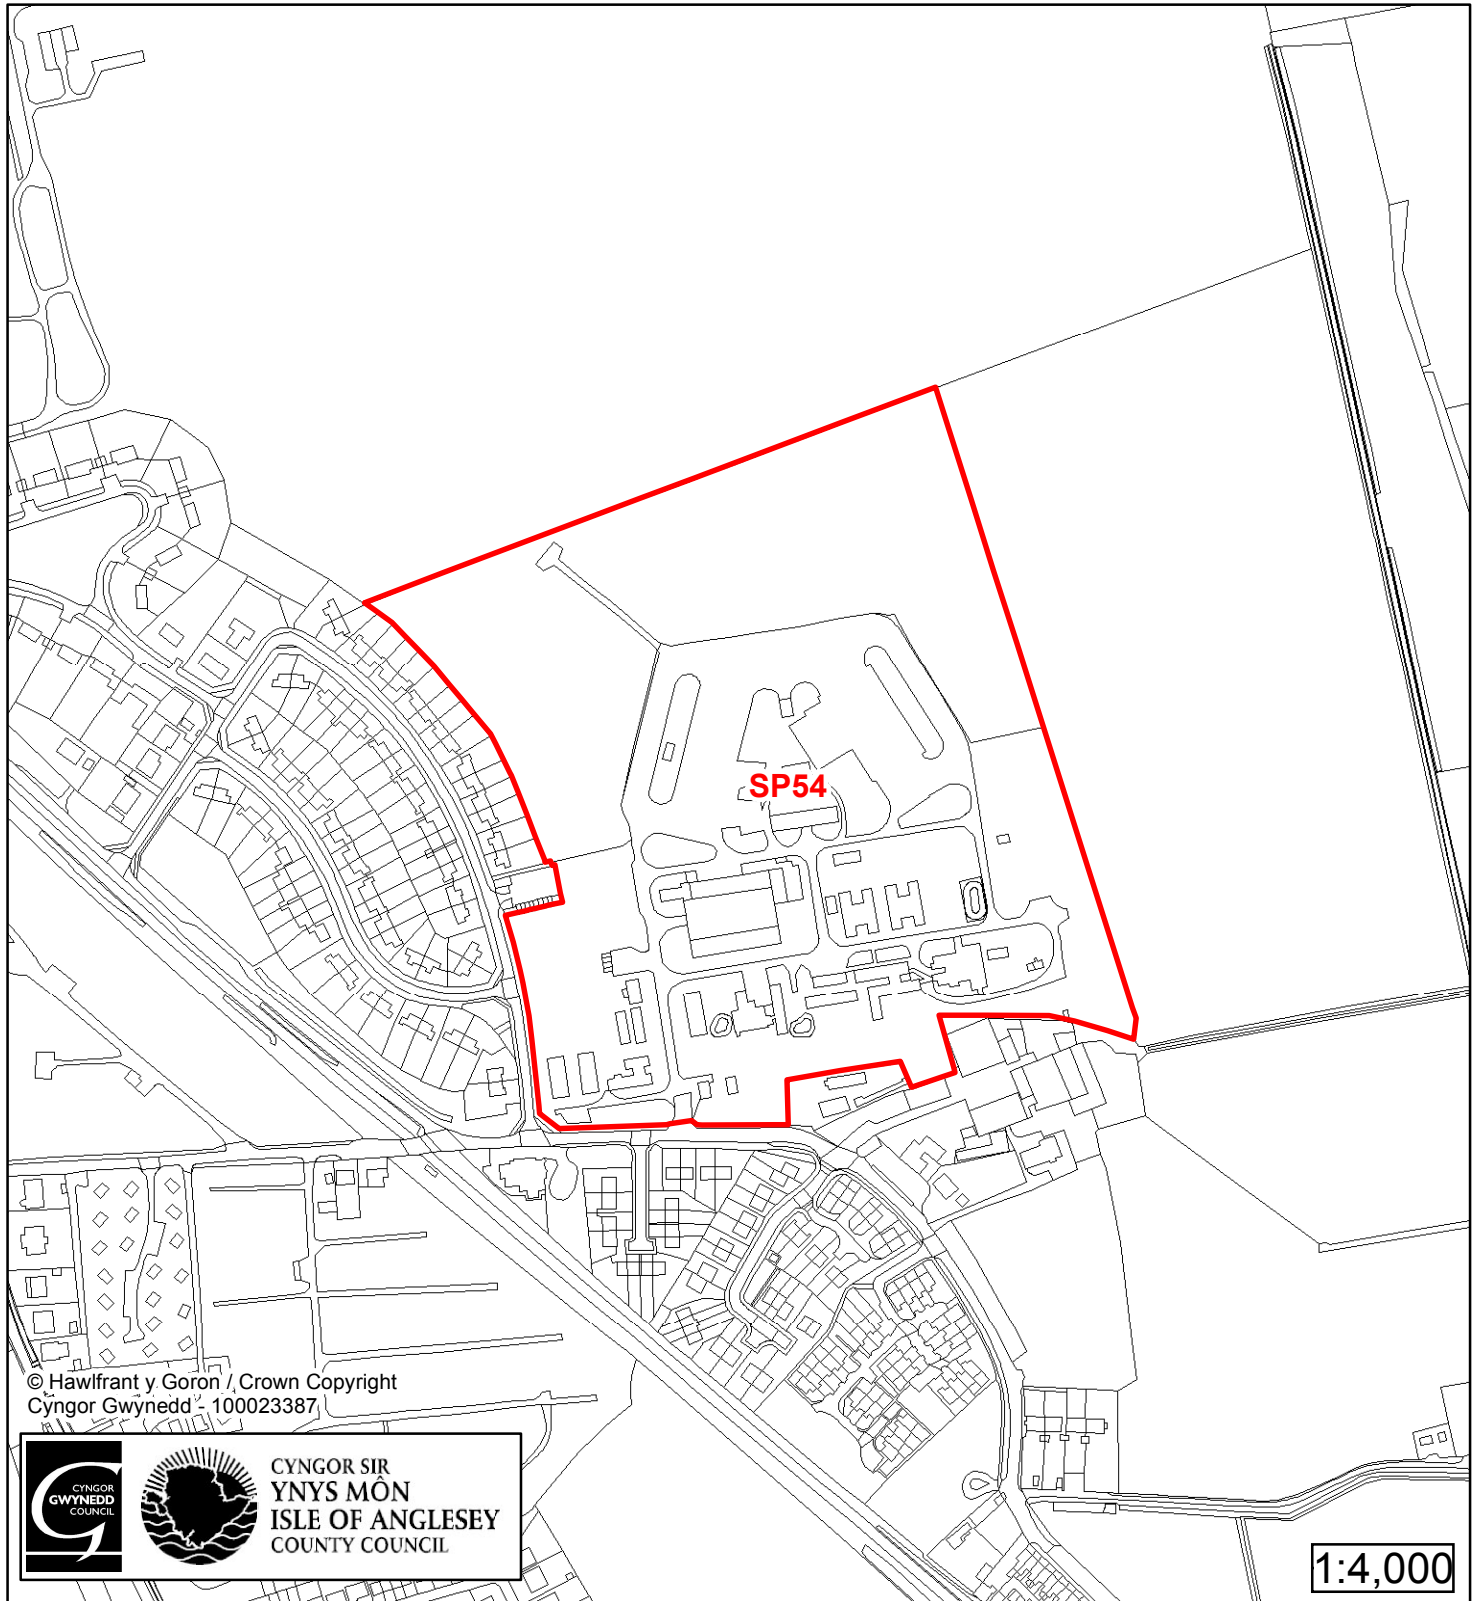 SP54
© Hawlfrant y Goron / Crown Copyright
Cyngor Gwynedd - 100023387
CYNGOR
GWYNEDD
COUNCIL
CYNGOR SIR
YNYS MÔN
ISLE OF ANGLESEY
COUNTY COUNCIL
1:4,000